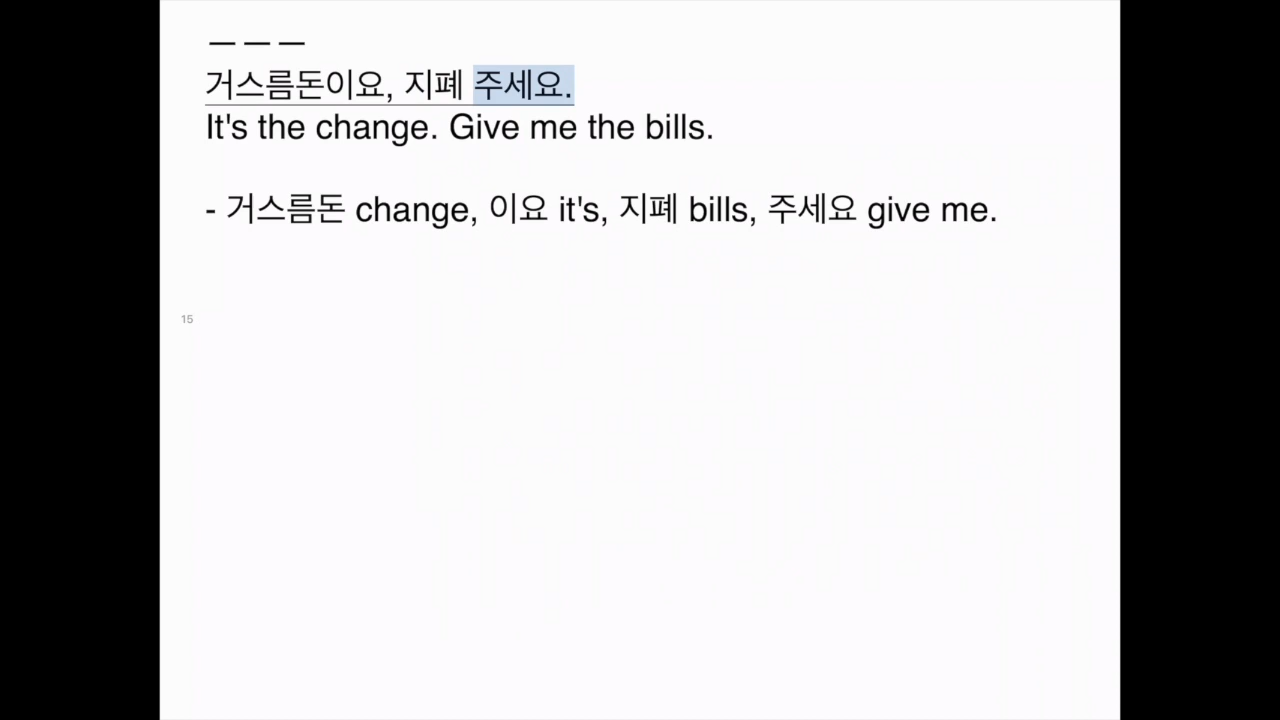 — — —
거스름돈이요, 지폐 주세요.
It's the change. Give me the bills.
- 거스름돈 change, 이요 it's, 지폐 bills, 주세요 give me.
15